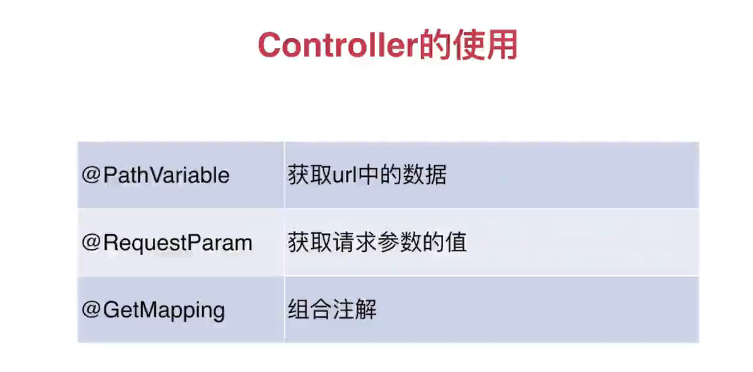 Controller的使用
@PathVariable 获取url中的数据
@RequestParam 获取请求参数的值
@GetMapping 组合注解